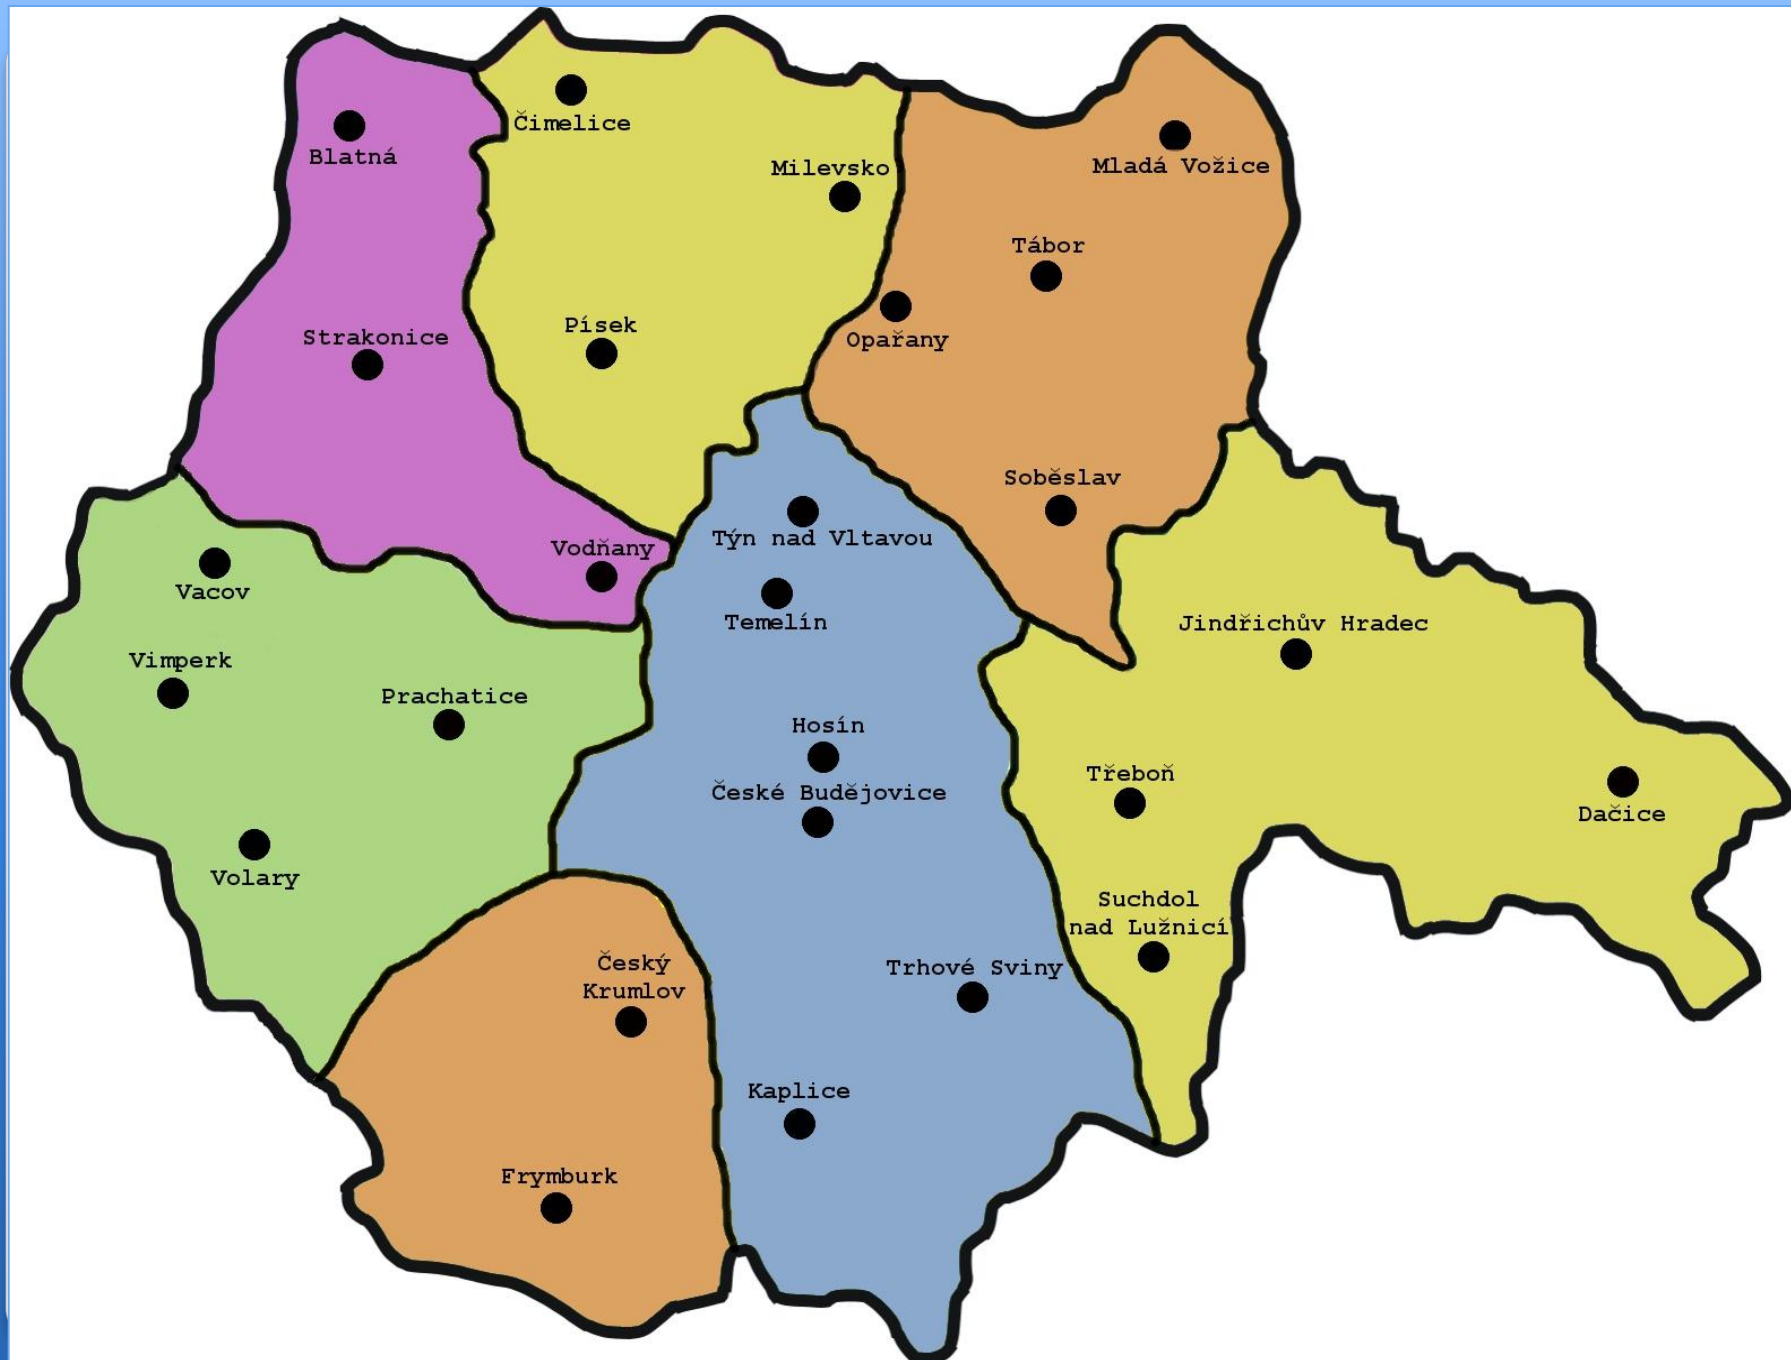 Čimelice
Blatná
Milevsko
Mladá Vožice
Tábor
Písek
Strakonice
Opařany
Soběslav
Týn nad Vltavou
Vodňany
Vacov
Temelín
Jindřichův Hradec
Vimperk
Prachatice
Hosín
Třeboň
České Budějovice
Dačice
Volary
Suchdol
nad Lužnicí
Český
Krumlov
Trhové Sviny
Kaplice
Frymburk